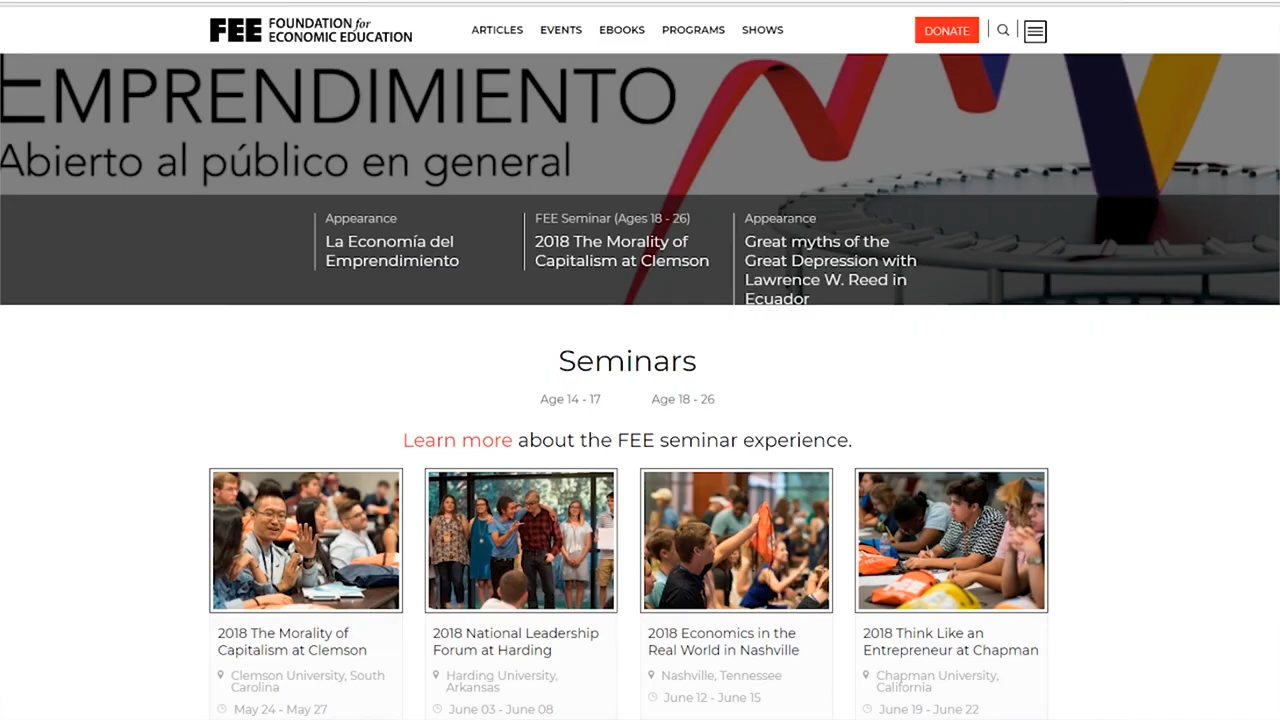 FEE FOUNDATION for
ECONOMIC EDUCATION
ARTICLES EVENTS EBOOKS PROGRAMS SHOWS
DONATE
EMPRENDIMIENTO
Abierto al público en general
Appearance
La Economía del
Emprendimiento
FEE Seminar (Ages 18 - 26)
2018 The Morality of
Capitalism at Clemson
Appearance
Great myths of the
Great Depression with
Lawrence W. Reed in
Ecuador
Seminars
Age 14 - 17 Age 18 - 26
Learn more about the FEE seminar experience.
2018 The Morality of
Capitalism at Clemson
Clemson University, South
Carolina
May 24 - May 27
2018 National Leadership
Forum at Harding
Harding University,
Arkansas
June 03 - June 08
2018 Economics in the
Real World in Nashville
Nashville, Tennessee
June 12 - June 15
2018 Think Like an
Entrepreneur at Chapman
Chapman University,
California
June 19 - June 22